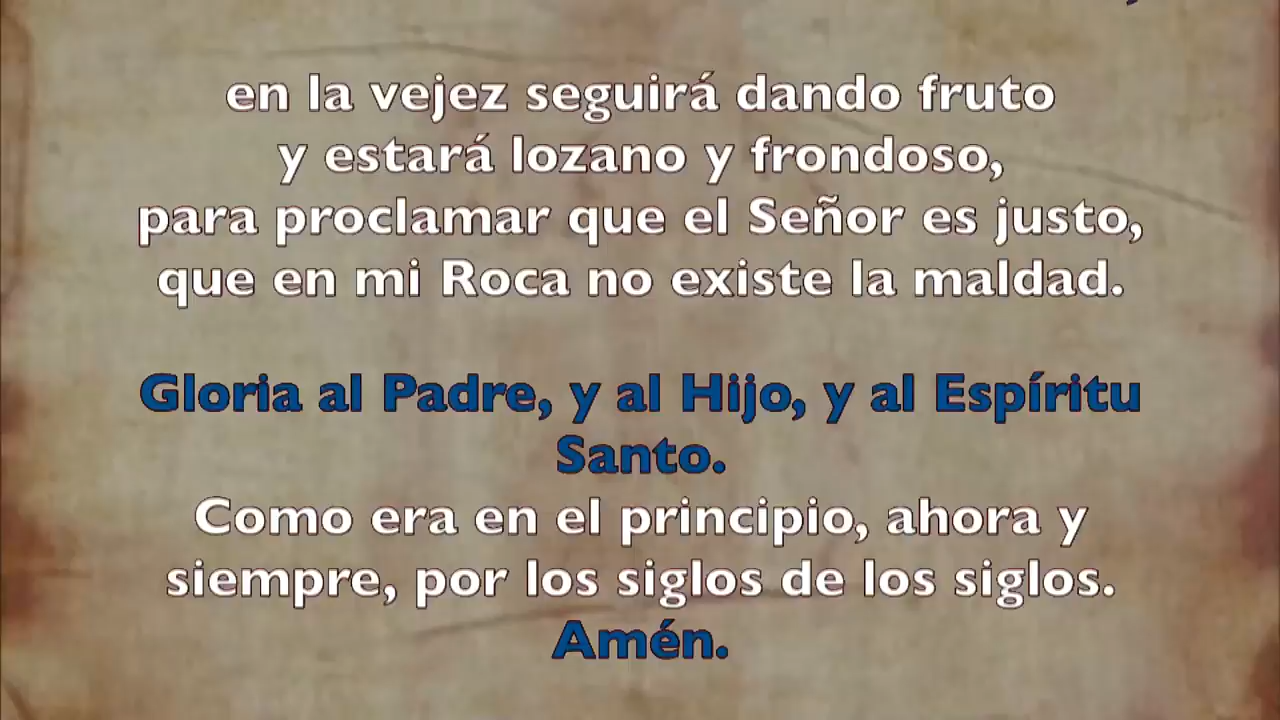 en la vejez seguirá dando fruto
y estará lozano y frondoso,
para proclamar que el Señor es justo,
que en mi Roca no existe la maldad.
Gloria al Padre, y al Hijo, y al Espíritu
Santo.
Como era en el principio, ahora y
siempre, por los siglos de los siglos.
Amén.